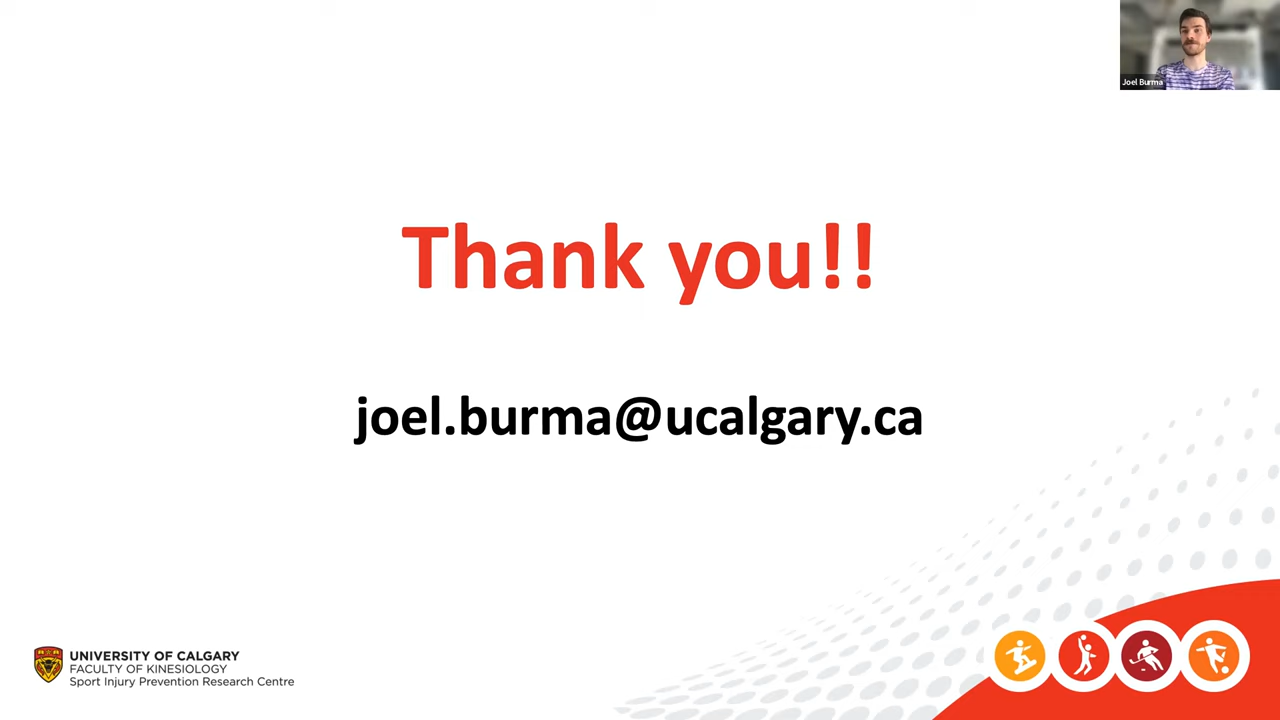 Joel Burma
Thank you!!
joel.burma@ucalgary.ca
UNIVERSITY OF CALGARY
FACULTY OF KINESIOLOGY
Sport Injury Prevention Research Centre